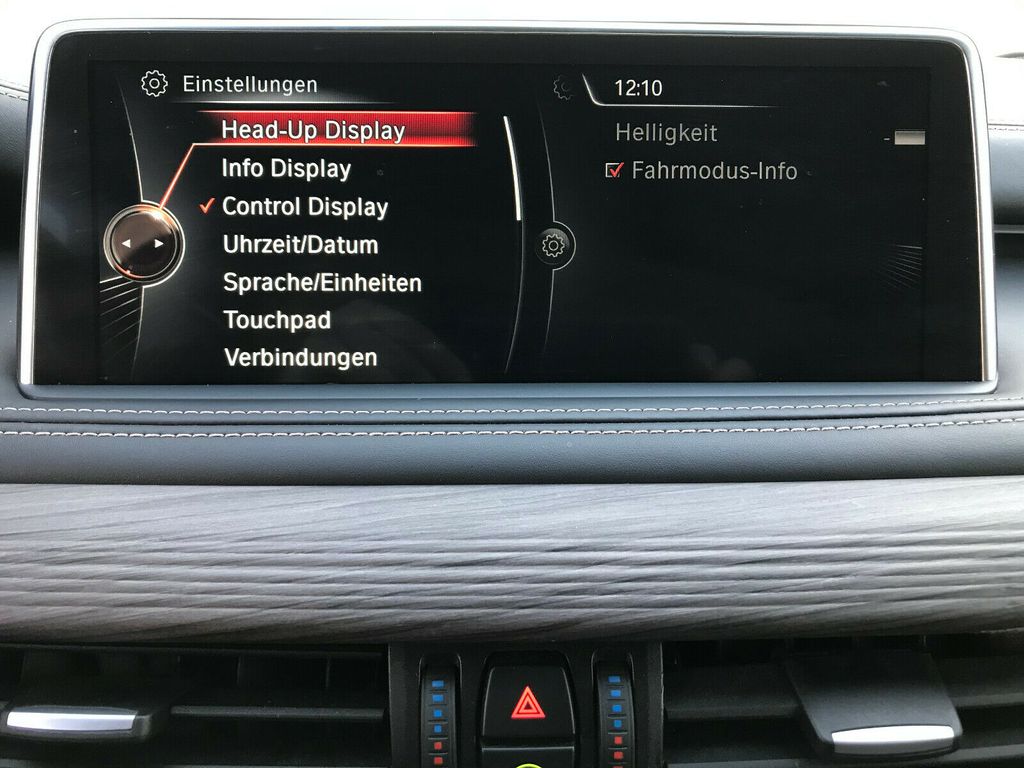 Einstellungen
Head-Up Display
Info Display
Control Display
Uhrzeit/Datum
Sprache/Einheiten
Touchpad
Verbindungen
12:10
Helligkeit
Fahrmodus-Info